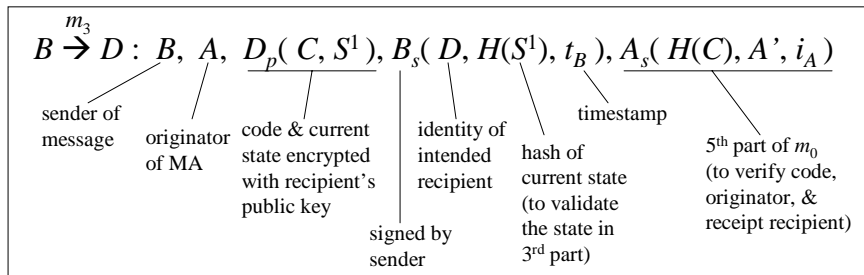 m₃
B → D : B, A, Dₚ( C, S¹), Bₛ( D, H(S¹), t_B ), Aₛ( H(C), A’, i_A )
sender of
message
originator
of MA
code & current
state encrypted
with recipient’s
public key
signed by
sender
identity of
intended
recipient
hash of
current state
(to validate
the state in
3ʳᵈ part)
timestamp
5ᵗʰ part of m₀
(to verify code,
originator, &
receipt recipient)